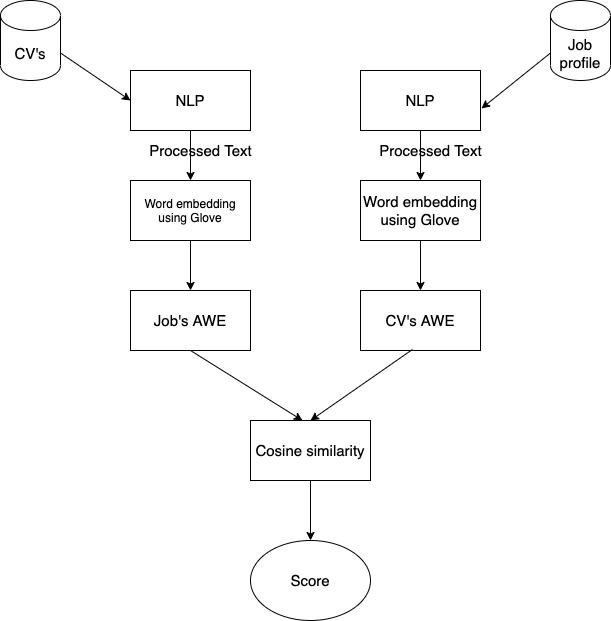 CV's
Job
profile
NLP
NLP
Processed Text
Processed Text
Word embedding
using Glove
Word embedding
using Glove
Job's AWE
CV's AWE
Cosine similarity
Score